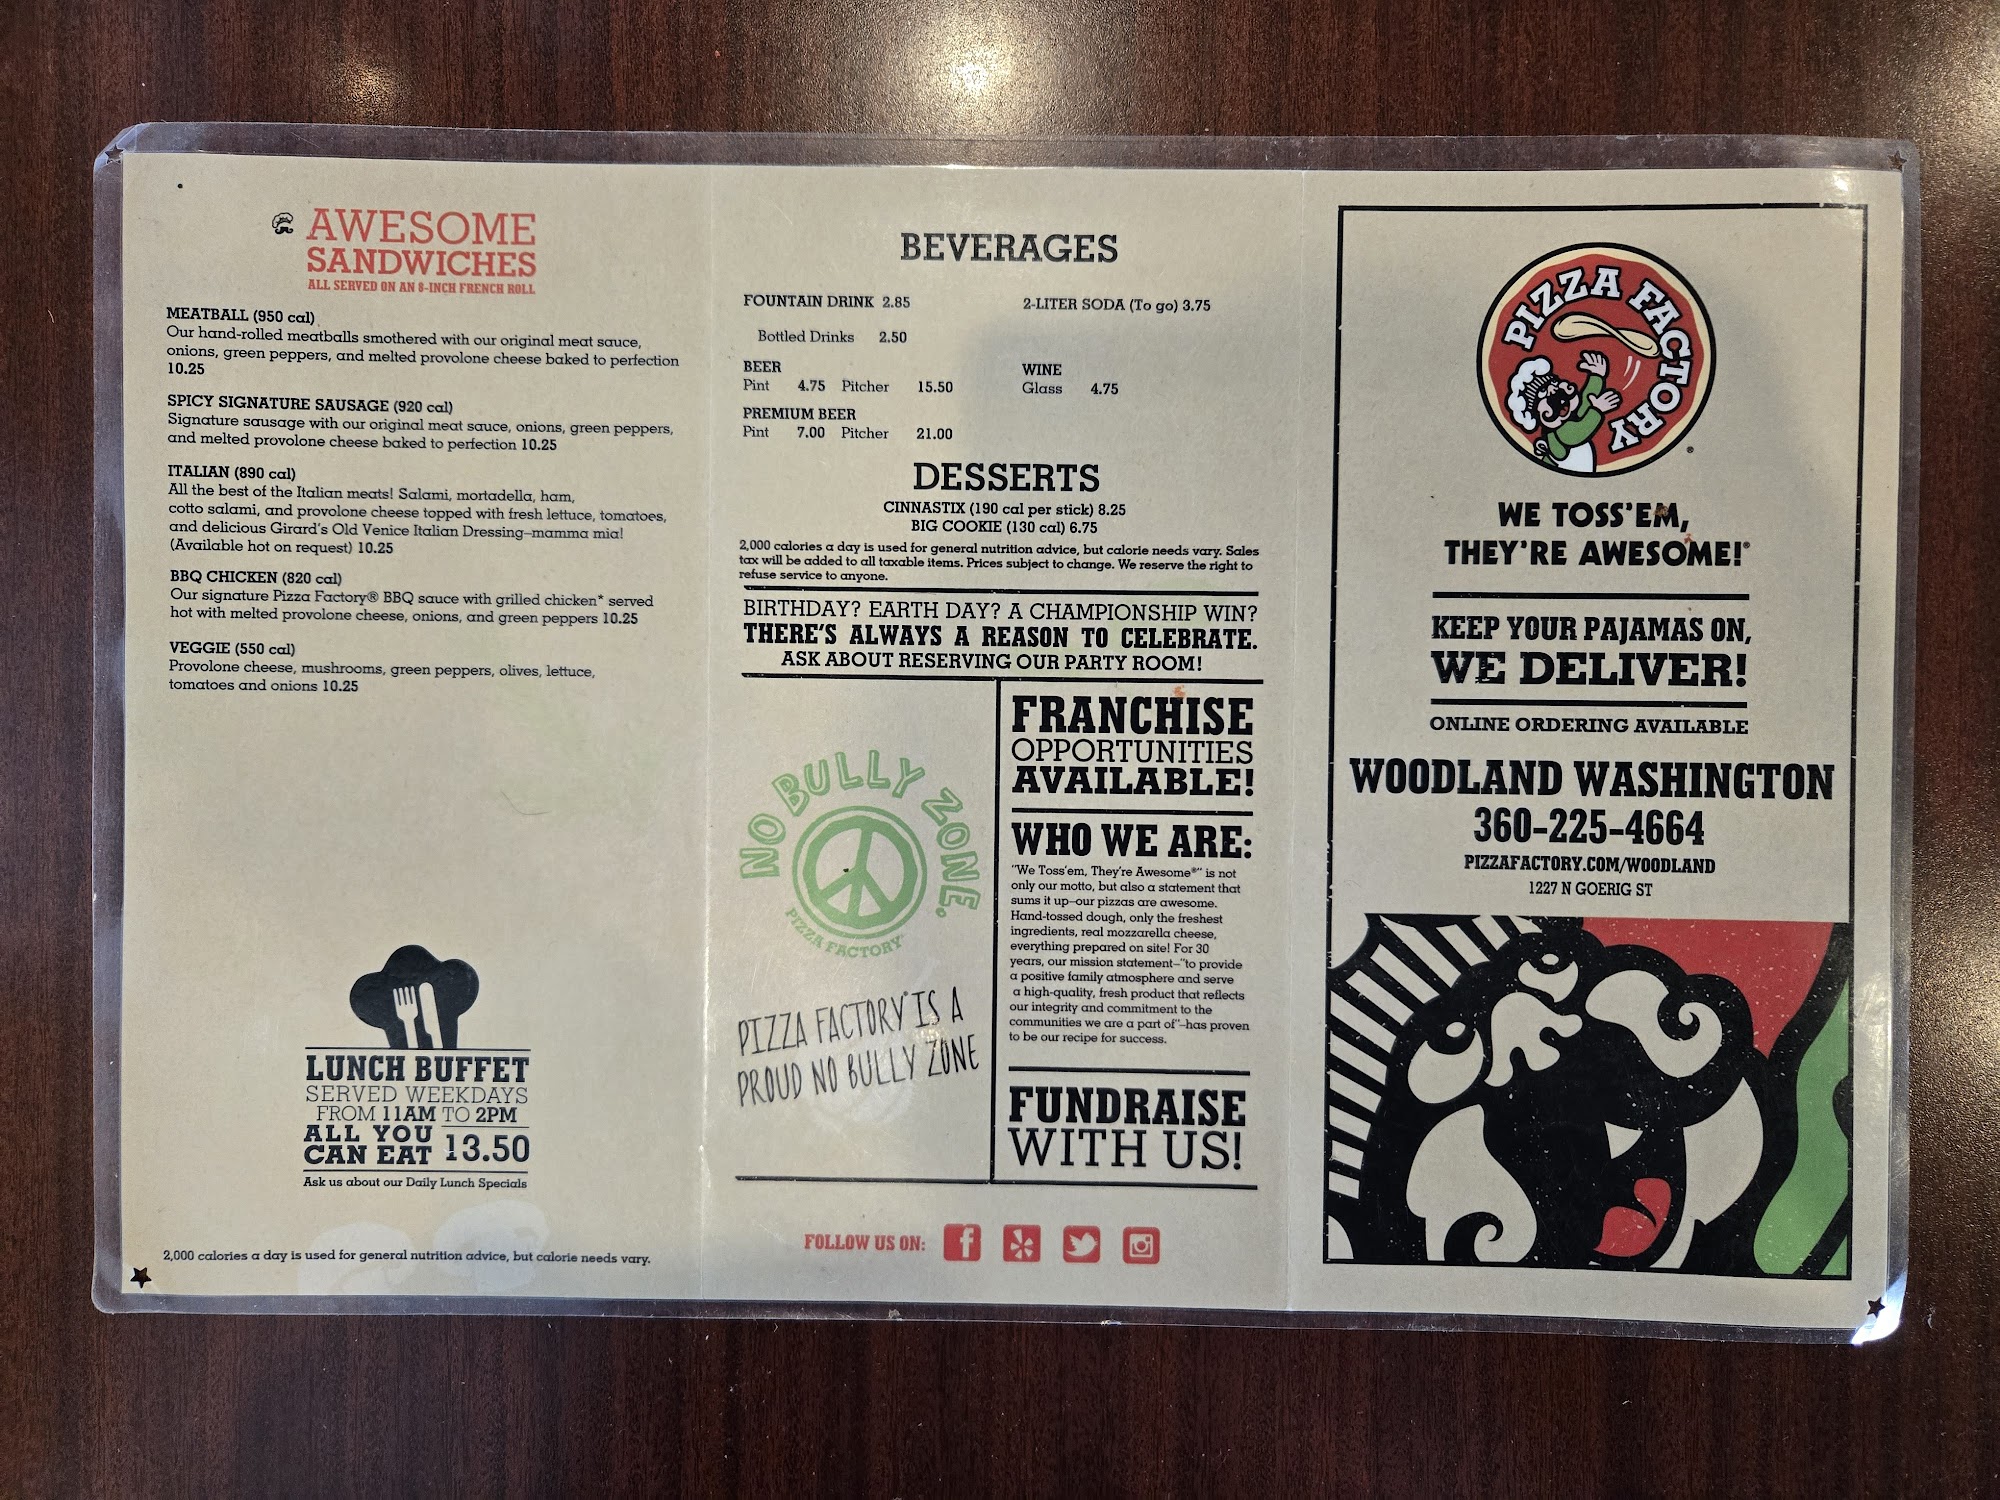 AWESOME
SANDWICHES
ALL SERVED ON AN 8-INCH FRENCH ROLL
MEATBALL (950 cal)
Our hand-rolled meatballs smothered with our original meat sauce,
onions, green peppers, and melted provolone cheese baked to perfection
10.25
SPICY SIGNATURE SAUSAGE (920 cal)
Signature sausage with our original meat sauce, onions, green peppers,
and melted provolone cheese baked to perfection 10.25
ITALIAN (890 cal)
All the best of the Italian meats! Salami, mortadella, ham,
cotto salami, and provolone cheese topped with fresh lettuce, tomatoes,
and delicious Girard's Old Venice Italian Dressing–mamma mia!
(Available hot on request) 10.25
BBQ CHICKEN (820 cal)
Our signature Pizza Factory® BBQ sauce with grilled chicken* served
hot with melted provolone cheese, onions, and green peppers 10.25
VEGGIE (550 cal)
Provolone cheese, mushrooms, green peppers, olives, lettuce,
tomatoes and onions 10.25
LUNCH BUFFET
SERVED WEEKDAYS
FROM 11AM TO 2PM
ALL YOU
CAN EAT 13.50
Ask us about our Daily Lunch Specials
2,000 calories a day is used for general nutrition advice, but calorie needs vary.
BEVERAGES
FOUNTAIN DRINK 2.85 2-LITER SODA (To go) 3.75
Bottled Drinks 2.50
BEER WINE
Pint 4.75 Pitcher 15.50 Glass 4.75
PREMIUM BEER
Pint 7.00 Pitcher 21.00
DESSERTS
CINNASTIX (190 cal per stick) 8.25
BIG COOKIE (130 cal) 6.75
2,000 calories a day is used for general nutrition advice, but calorie needs vary. Sales
tax will be added to all taxable items. Prices subject to change. We reserve the right to
refuse service to anyone.
BIRTHDAY? EARTH DAY? A CHAMPIONSHIP WIN?
THERE'S ALWAYS A REASON TO CELEBRATE.
ASK ABOUT RESERVING OUR PARTY ROOM!
NO BULLY ZONE.
PIZZA FACTORY
PIZZA FACTORY® IS A
PROUD NO BULLY ZONE
FRANCHISE
OPPORTUNITIES
AVAILABLE!
WHO WE ARE:
"We Toss'em, They're Awesome®" is not
only our motto, but also a statement that
sums it up–our pizzas are awesome.
Hand-tossed dough, only the freshest
ingredients, real mozzarella cheese,
everything prepared on site! For 30
years, our mission statement–"to provide
a positive family atmosphere and serve
a high-quality, fresh product that reflects
our integrity and commitment to the
communities we are a part of"–has proven
to be our recipe for success.
FUNDRAISE
WITH US!
FOLLOW US ON:
PIZZA FACTORY®
WE TOSS'EM,
THEY'RE AWESOME!®
KEEP YOUR PAJAMAS ON,
WE DELIVER!
ONLINE ORDERING AVAILABLE
WOODLAND WASHINGTON
360-225-4664
PIZZAFACTORY.COM/WOODLAND
1227 N GOERIG ST